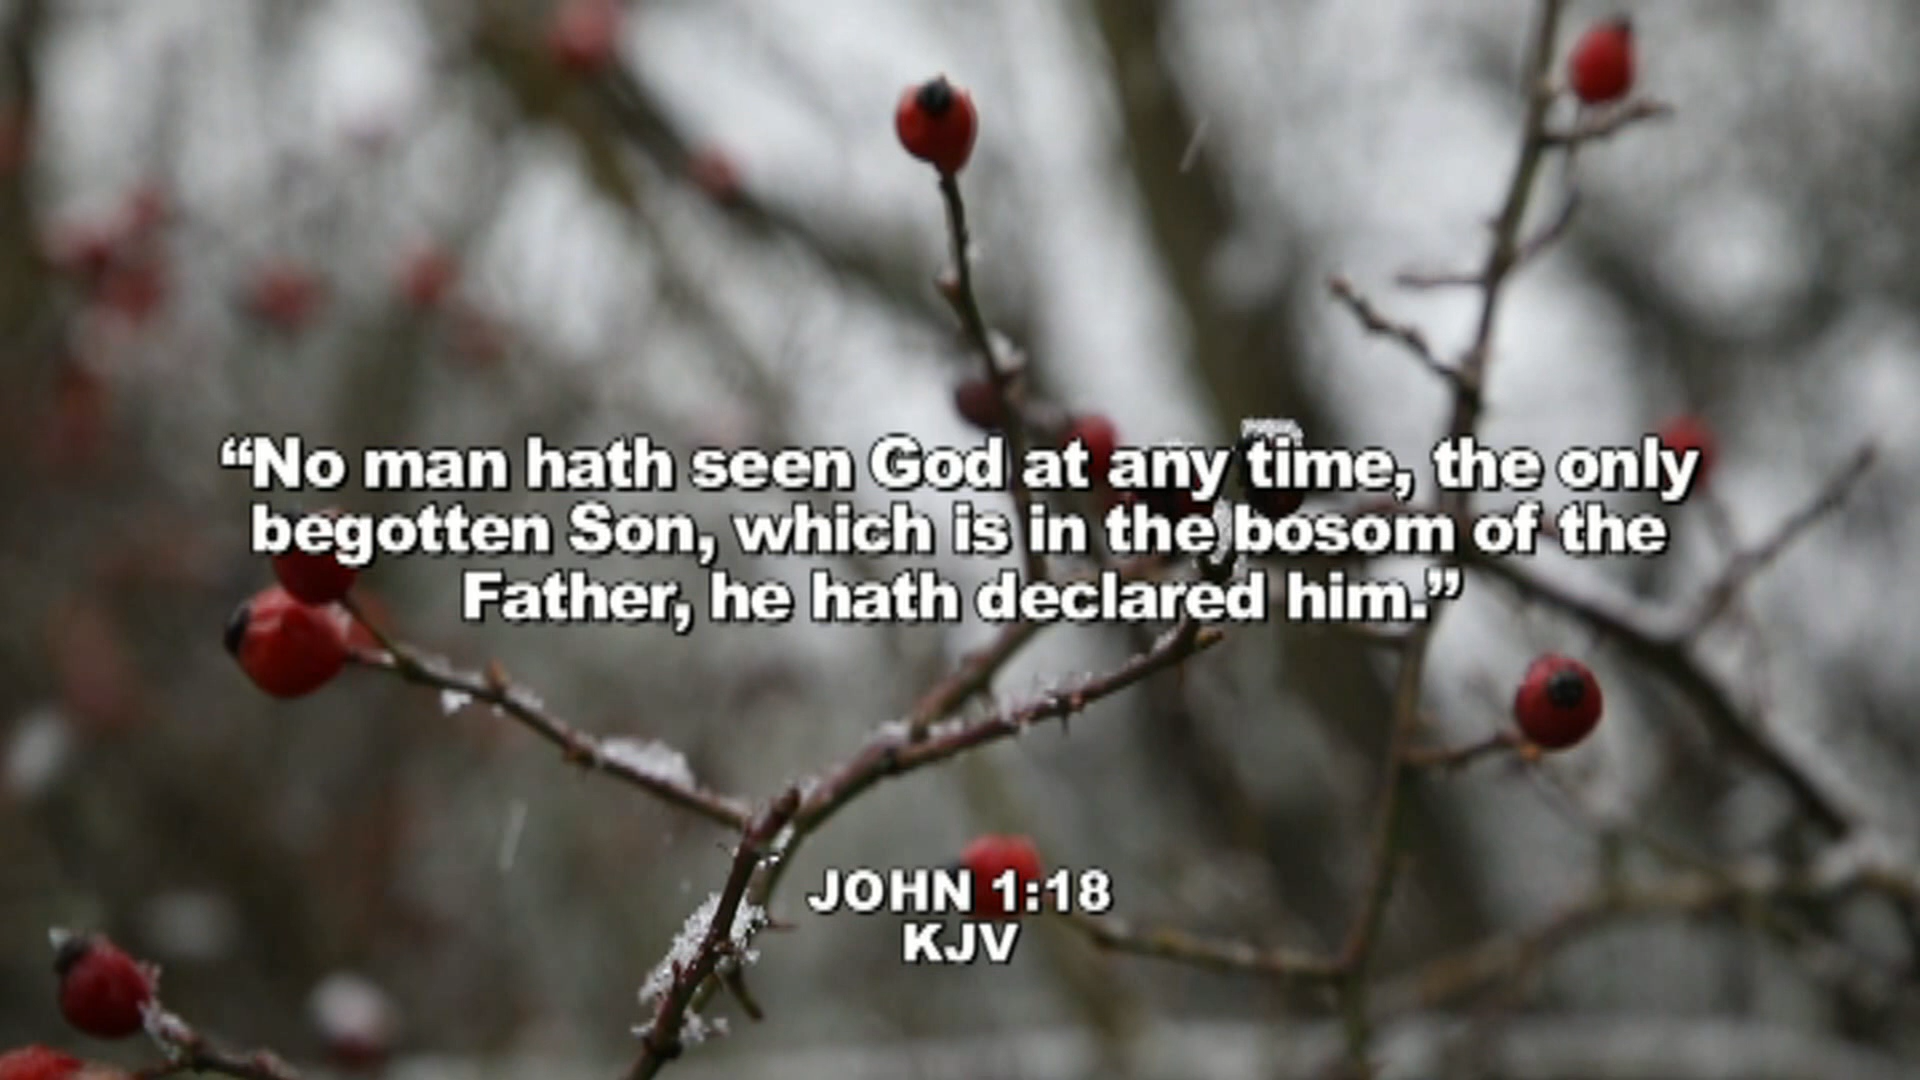 “No man hath seen God at any time, the only
begotten Son, which is in the bosom of the
Father, he hath declared him.”
JOHN 1:18
KJV